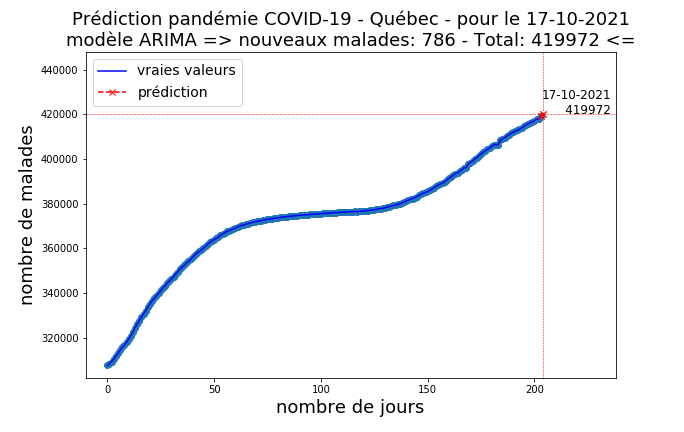 Prédiction pandémie COVID-19 - Québec - pour le 17-10-2021
modèle ARIMA => nouveaux malades: 786 - Total: 419972 <=
vraies valeurs
prédiction
17-10-2021
419972
440000
420000
400000
380000
360000
340000
320000
nombre de malades
0 50 100 150 200
nombre de jours